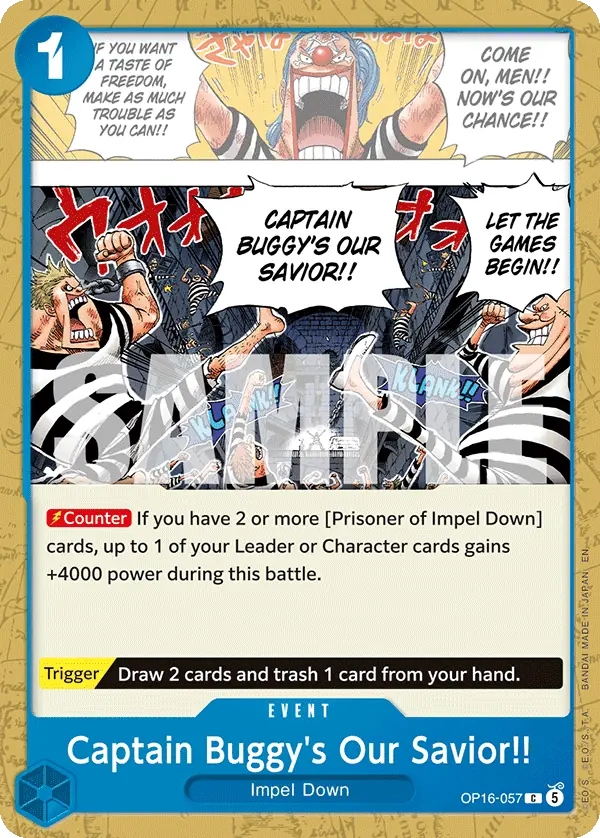 1
IF YOU WANT
A TASTE OF
FREEDOM,
MAKE AS MUCH
TROUBLE AS
YOU CAN!!
COME
ON, MEN!!
NOW'S OUR
CHANCE!!
CAPTAIN
BUGGY'S OUR
SAVIOR!!
LET THE
GAMES
BEGIN!!
KLANK!!
KLANK!!
SAMPLE
Counter If you have 2 or more [Prisoner of Impel Down]
cards, up to 1 of your Leader or Character cards gains
+4000 power during this battle.
Trigger Draw 2 cards and trash 1 card from your hand.
EVENT
Captain Buggy's Our Savior!!
Impel Down
OP16-057 C 5
©E.O./S. ©E.O./S.,T.A. BANDAI MADE IN JAPAN EN